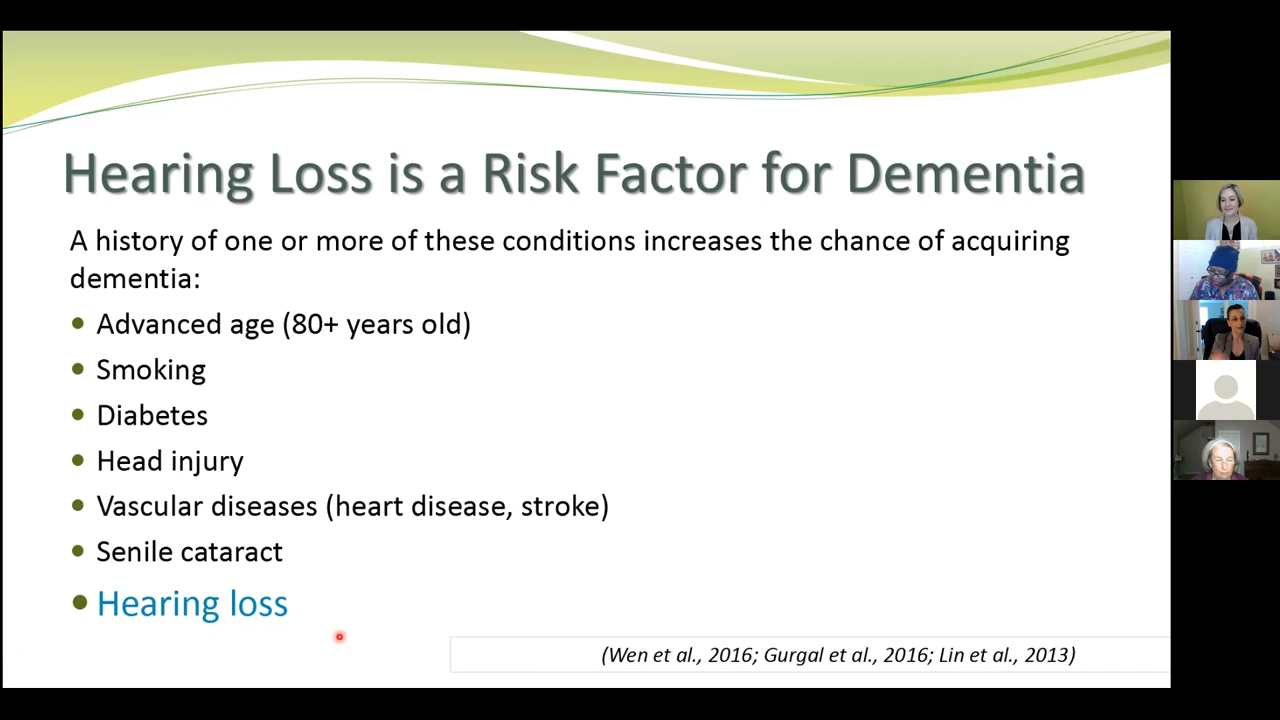 Hearing Loss is a Risk Factor for Dementia
A history of one or more of these conditions increases the chance of acquiring
dementia:
Advanced age (80+ years old)
Smoking
Diabetes
Head injury
Vascular diseases (heart disease, stroke)
Senile cataract
Hearing loss
(Wen et al., 2016; Gurgal et al., 2016; Lin et al., 2013)